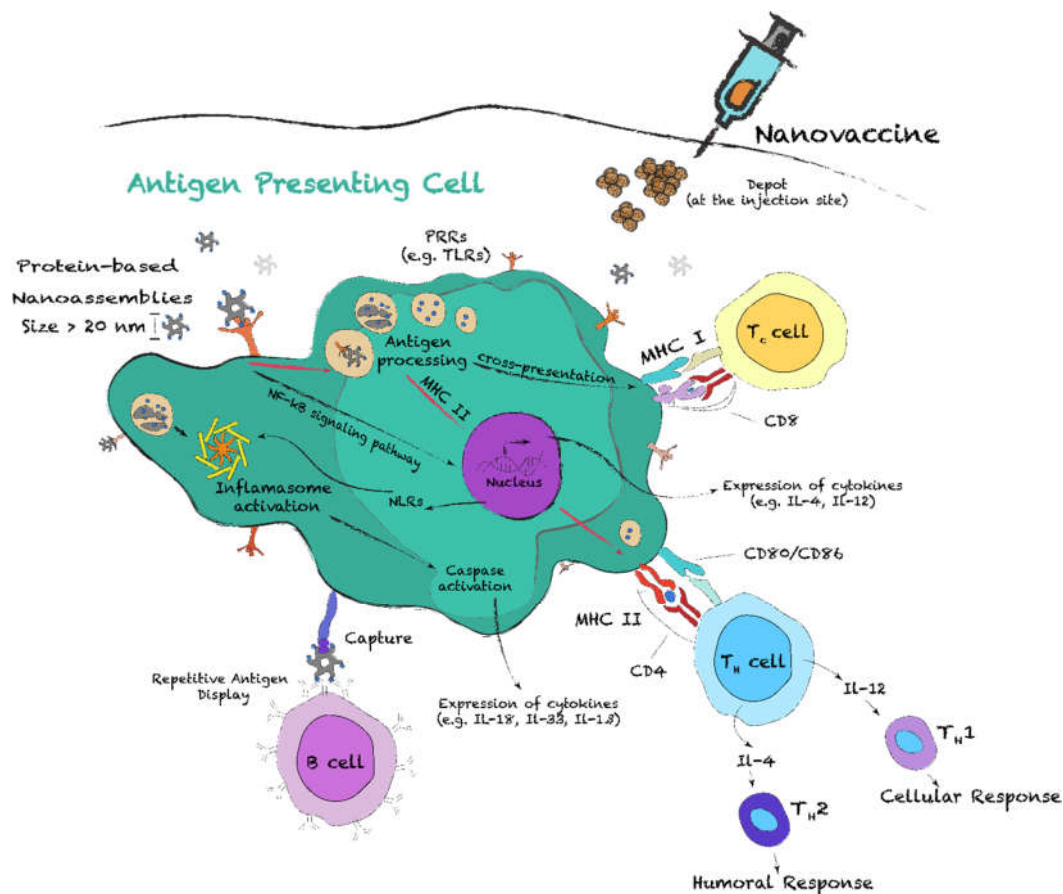 Nanovaccine
Depot
(at the injection site)
Antigen Presenting Cell
PRRs
(e.g. TLRs)
Protein-based
Nanoassemblies
Size > 20 nm
Antigen
processing
cross-presentation
MHC I
Tc cell
CD8
MHC II
NF-kB signaling pathway
Nucleus
Expression of cytokines
(e.g. Il-4, Il-12)
Inflamasome
activation
NLRs
CD80/CD86
Caspase
activation
MHC II
CD4
TH cell
Capture
Repetitive Antigen
Display
Expression of cytokines
(e.g. IL-18, Il-33, Il-13)
Il-12
TH1
Cellular Response
B cell
Il-4
TH2
Humoral Response